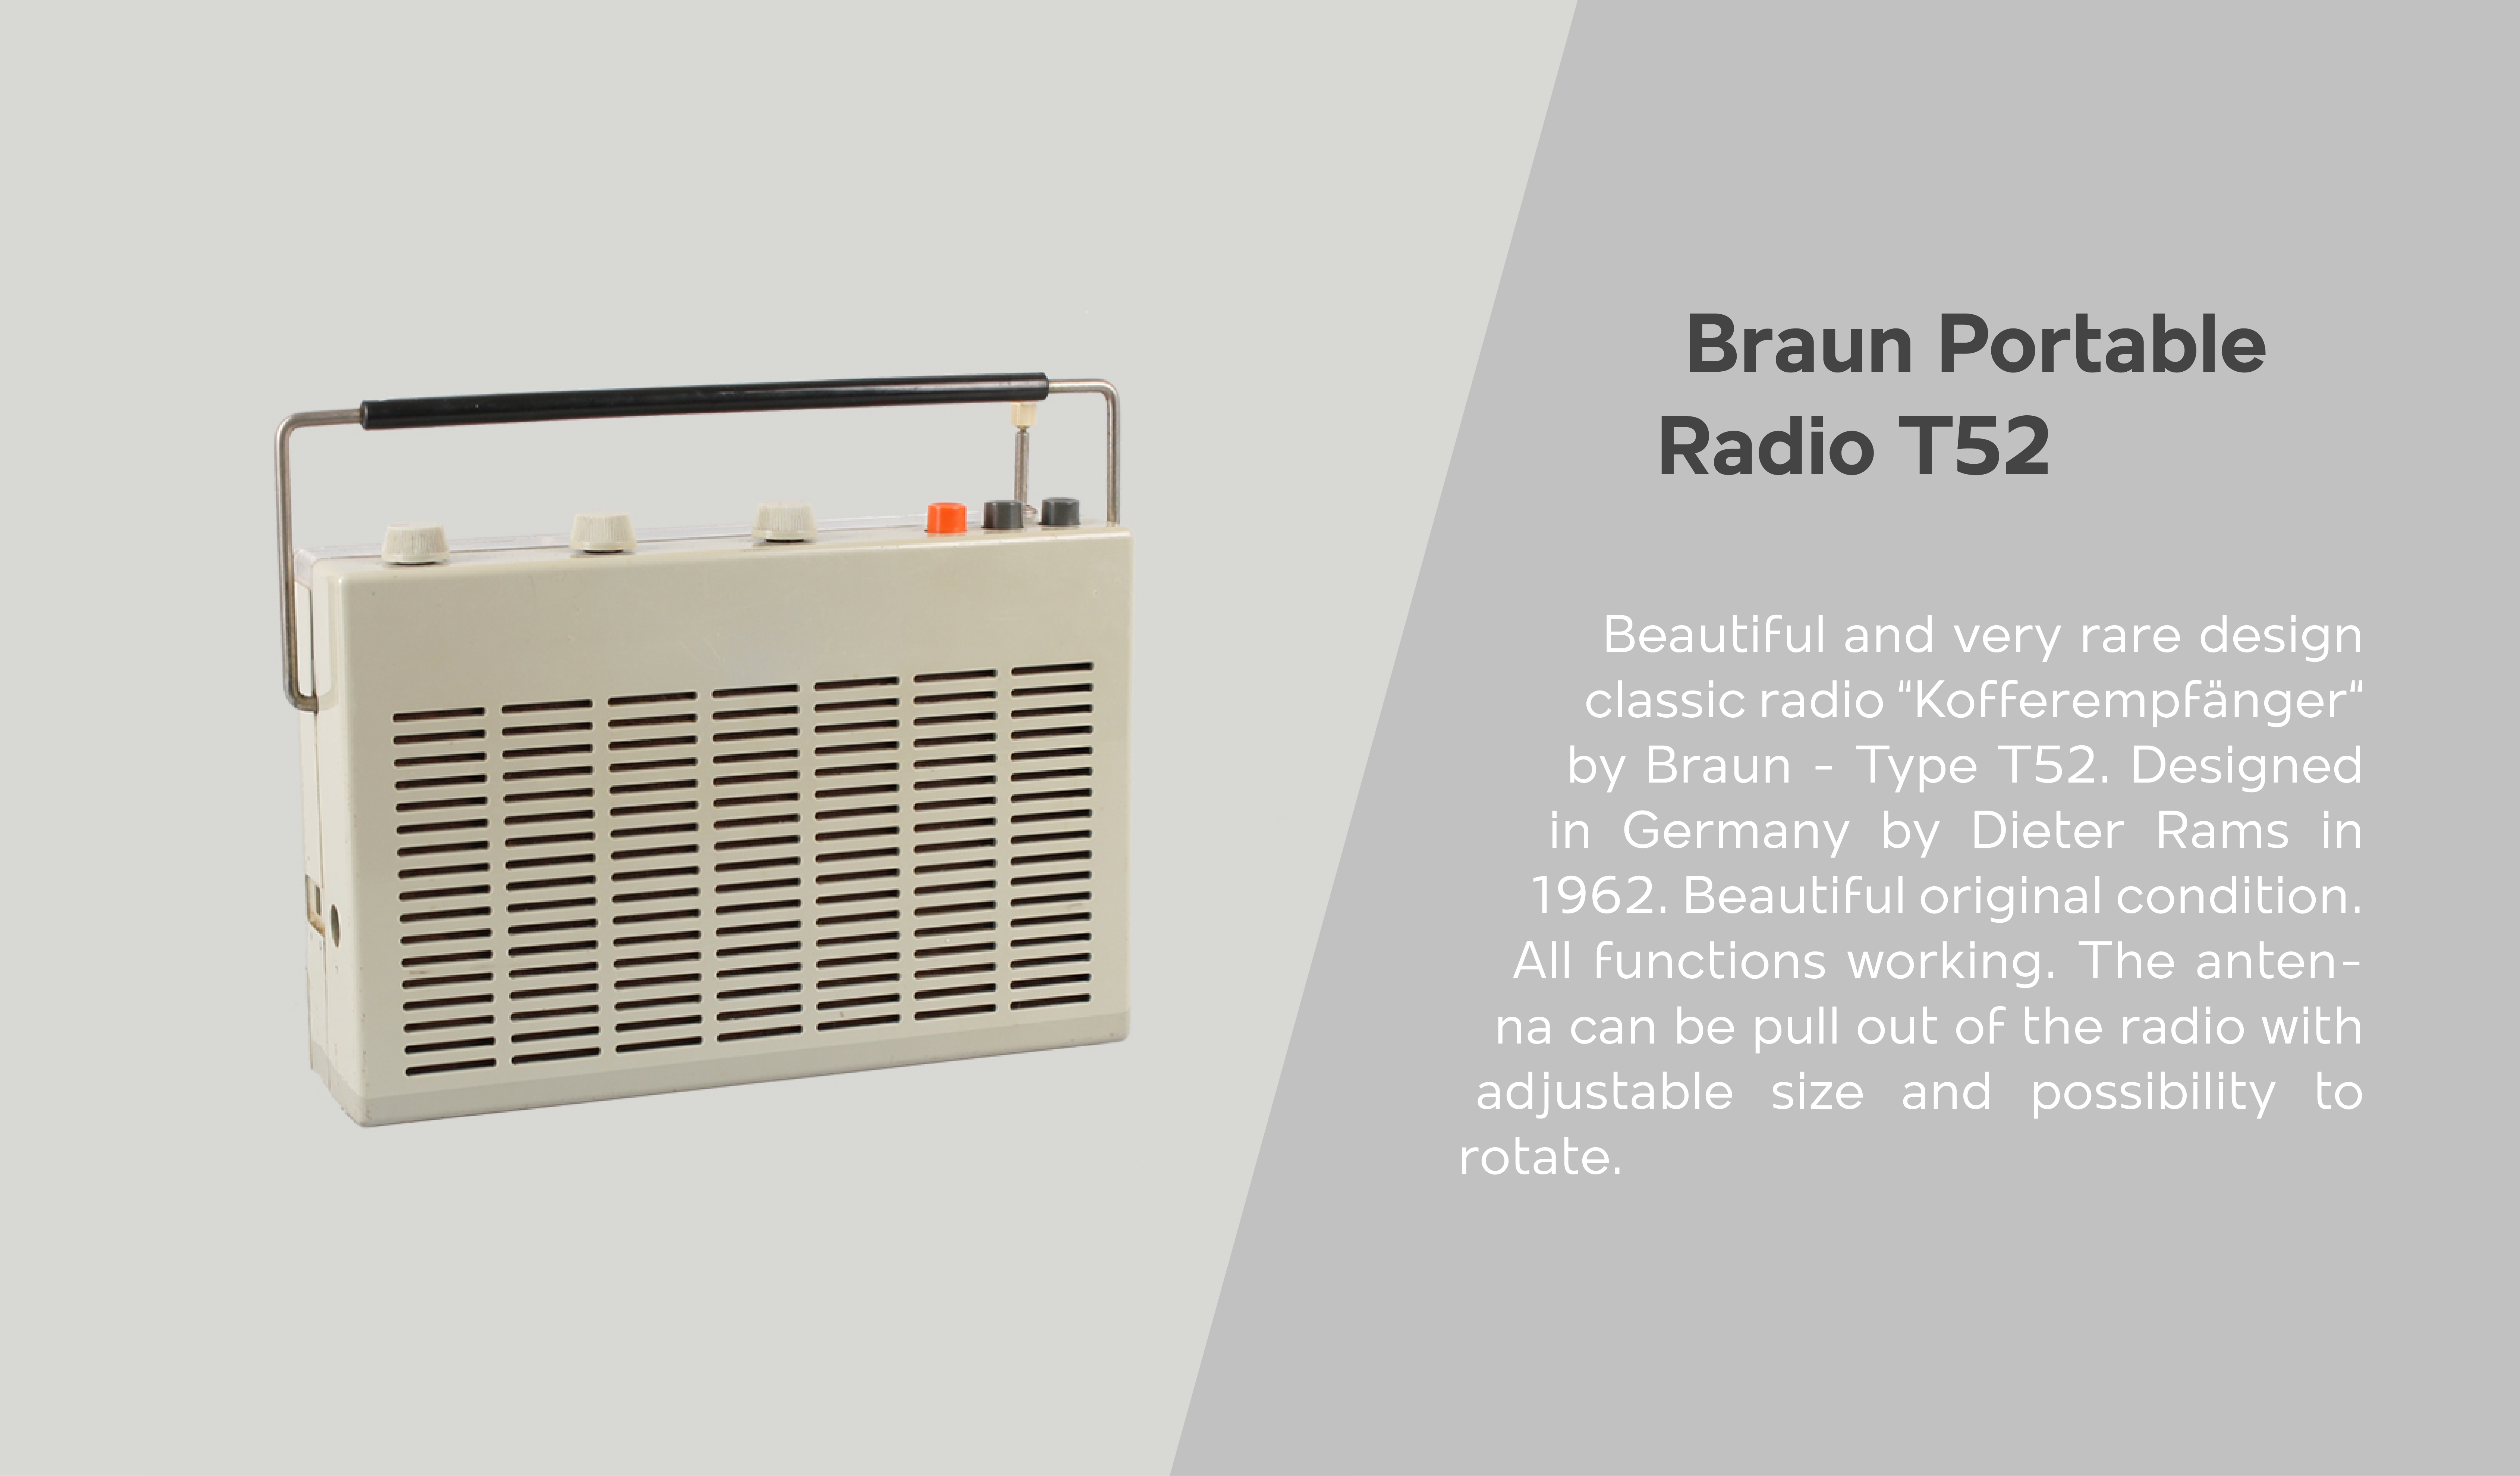 Braun Portable
Radio T52
Beautiful and very rare design
classic radio “Kofferempfänger“
by Braun - Type T52. Designed
in Germany by Dieter Rams in
1962. Beautiful original condition.
All functions working. The anten-
na can be pull out of the radio with
adjustable size and possibility to
rotate.